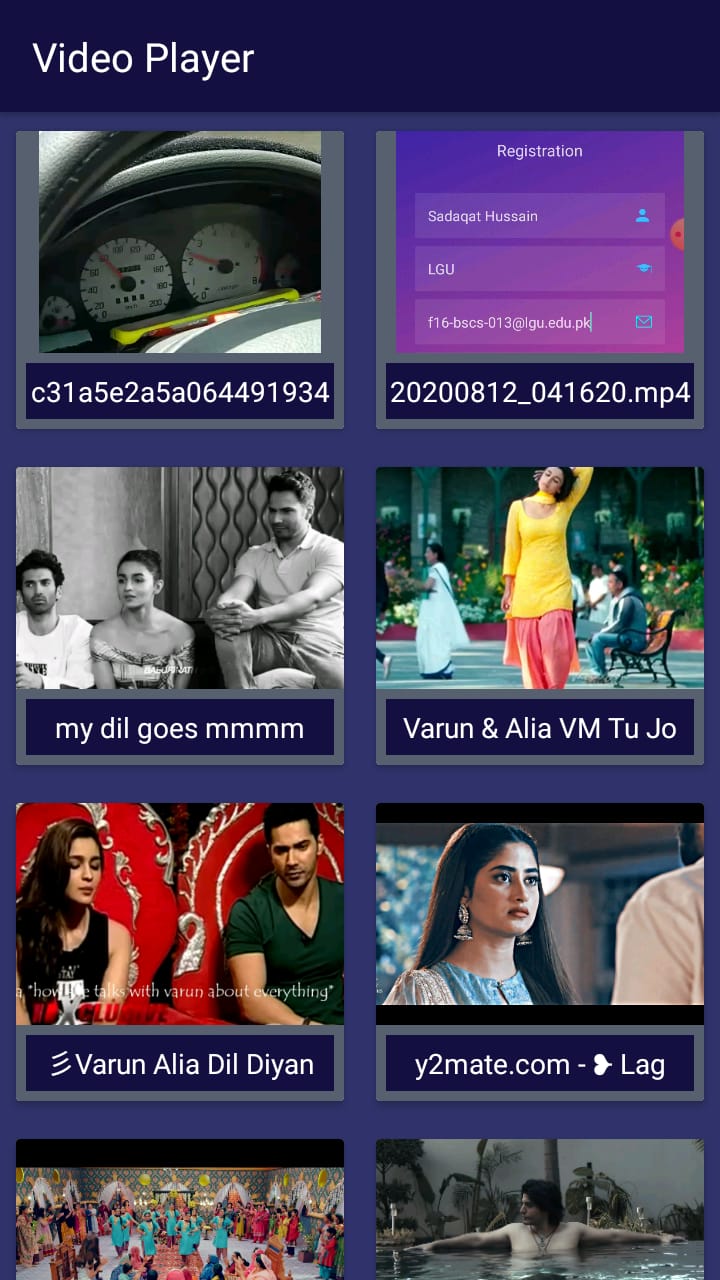 Video Player
Registration
Sadaqat Hussain
LGU
f16-bscs-013@lgu.edu.pk
c31a5e2a5a064491934
20200812_041620.mp4
my dil goes mmmm
Varun & Alia VM Tu Jo
talks with varun about everything*
彡Varun Alia Dil Diyan
y2mate.com - ❥ Lag